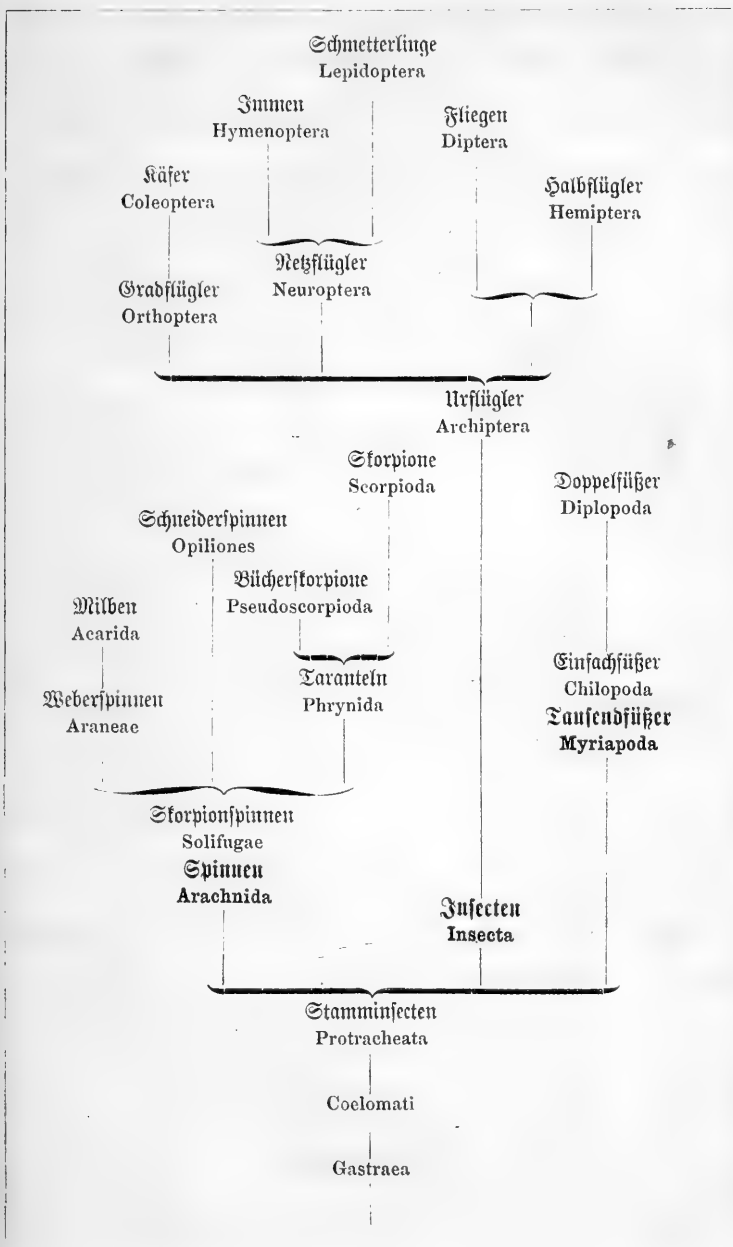 Schmetterlinge
Lepidoptera
Immen
Hymenoptera
Fliegen
Diptera
Käfer
Coleoptera
Halbflügler
Hemiptera
Netzflügler
Neuroptera
Gradflügler
Orthoptera
Urflügler
Archiptera
Skorpione
Scorpioda
Doppelfüßer
Diplopoda
Schneiderspinnen
Opiliones
Bücherskorpione
Pseudoscorpioda
Milben
Acarida
Einfachfüßer
Chilopoda
Tausendfüßer
Myriapoda
Taranteln
Phrynida
Weberspinnen
Araneae
Skorpionspinnen
Solifugae
Spinnen
Arachnida
Insecten
Insecta
Stamminsecten
Protracheata
Coelomati
Gastraea